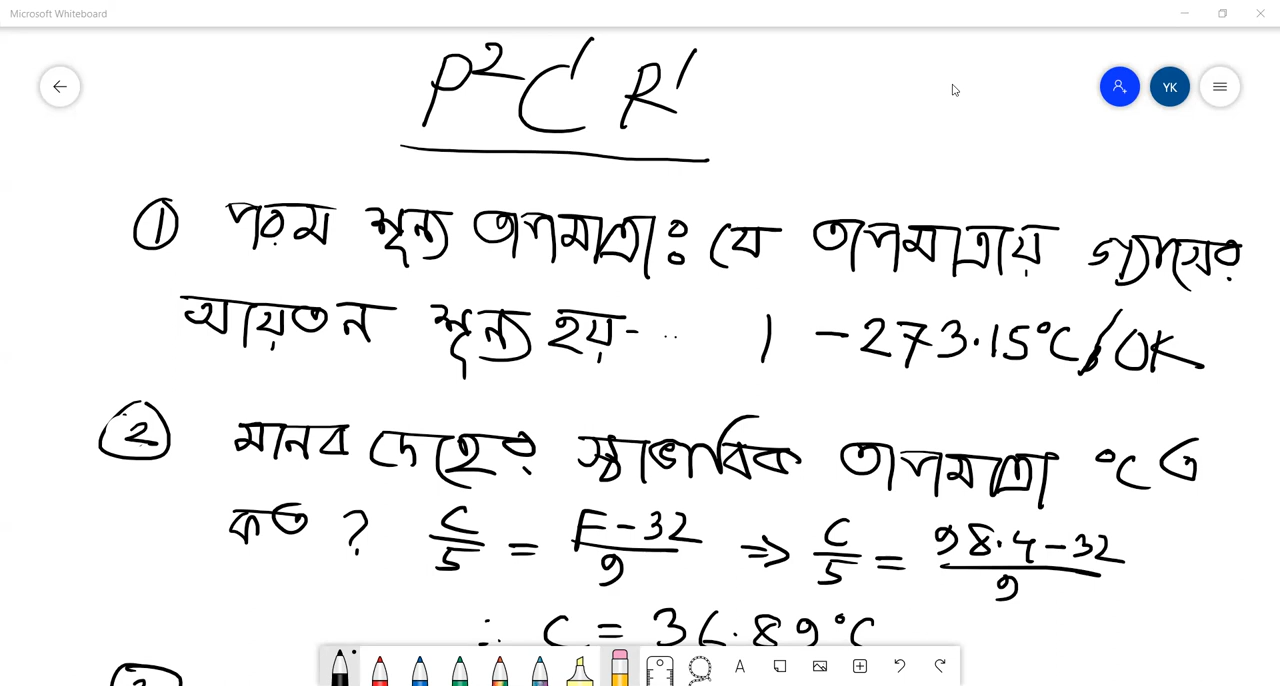 Microsoft Whiteboard
YK
P²C' R'
① পরম শূন্য তাপমাত্রা : যে তাপমাত্রায় গ্যাসের
আয়তন শূন্য হয়- .. । -273.15°C/0K
② মানব দেহের স্বাভাবিক তাপমাত্রা °C এ
কত ? C/5 = F-32/9 => C/5 = 98.4-32/9
∴ C = 36.89°C
A